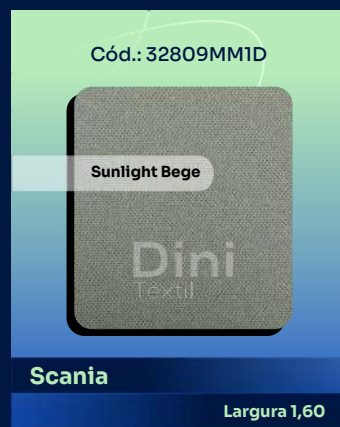 Cód.: 32809MM1D
Sunlight Bege
Dini
Têxtil
Scania
Largura 1,60